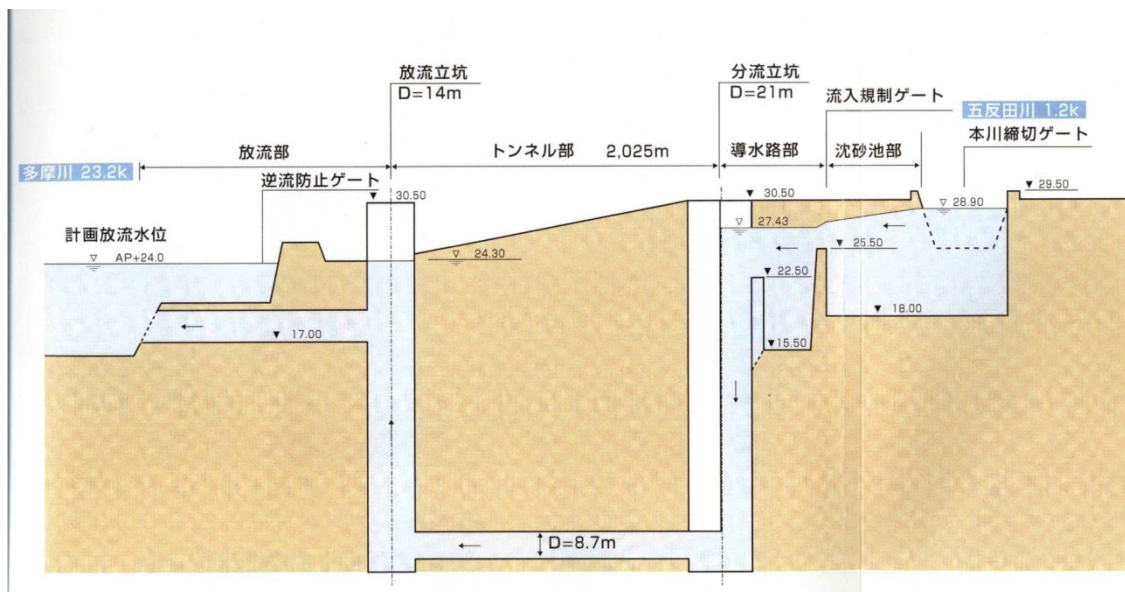 放流立坑
D=14m
分流立坑
D=21m
流入規制ゲート
五反田川 1.2k
本川締切ゲート
放流部
トンネル部 2,025m
導水路部
沈砂池部
多摩川 23.2k
逆流防止ゲート
▼ 30.50
▼ 30.50
▼ 29.50
▽ 28.90
▽ 27.43
計画放流水位
▽ AP+24.0
▽ 24.30
▼ 25.50
▼ 22.50
▼ 18.00
▼ 17.00
▼ 15.50
D=8.7m